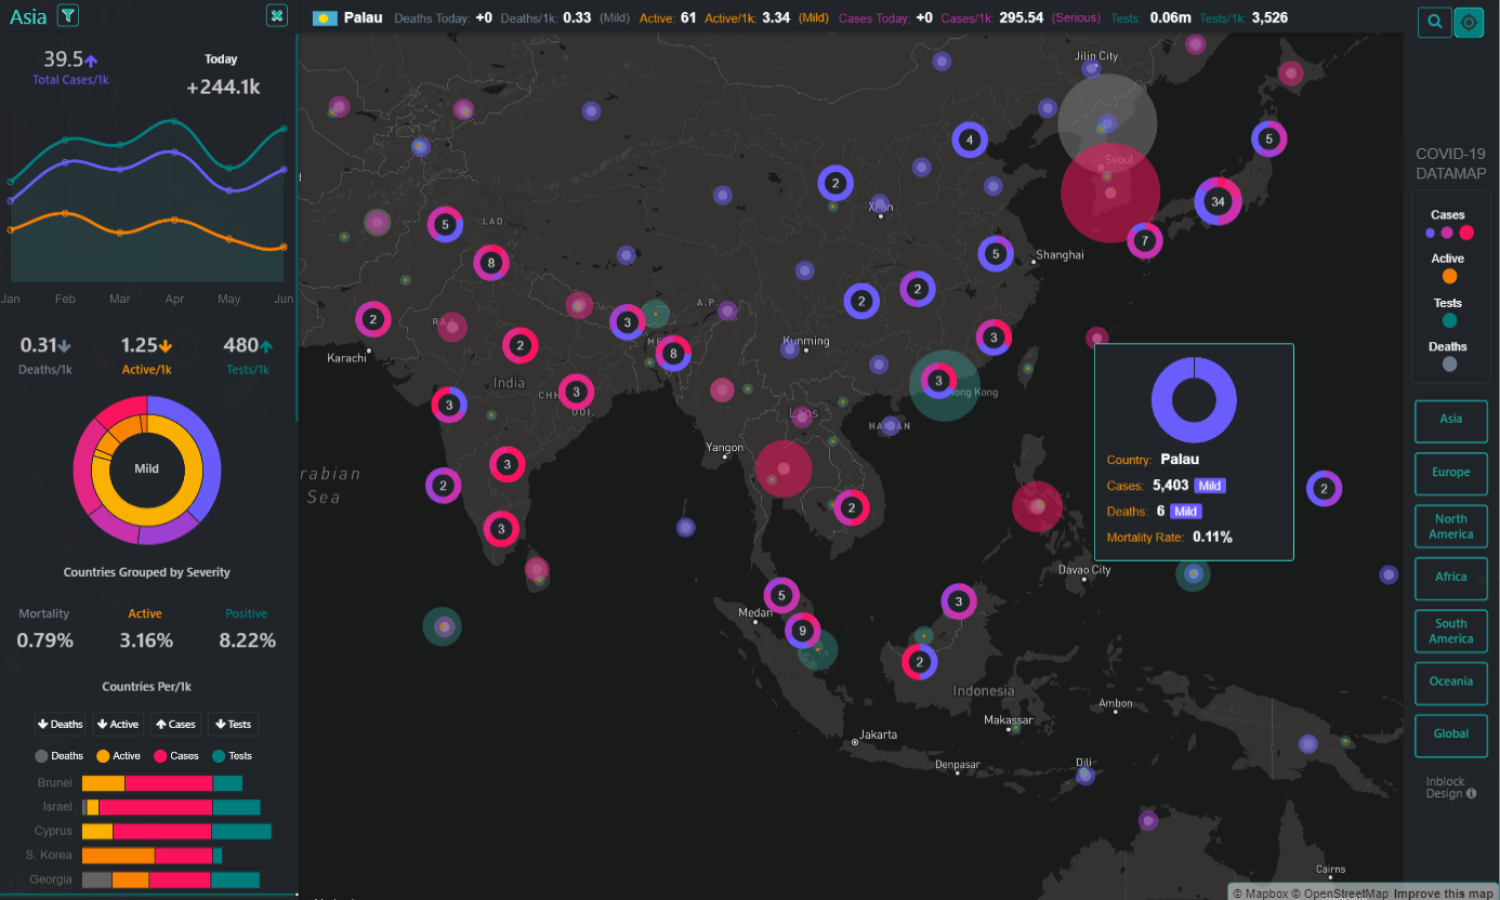 Asia
Palau Deaths Today: +0 Deaths/1k: 0.33 (Mild) Active: 61 Active/1k: 3.34 (Mild) Cases Today: +0 Cases/1k: 295.54 (Serious) Tests: 0.06m Tests/1k: 3,526
39.5
Total Cases/1k
Today
+244.1k
Jan Feb Mar Apr May Jun
0.31 1.25 480
Deaths/1k Active/1k Tests/1k
Mild
Countries Grouped by Severity
Mortality Active Positive
0.79% 3.16% 8.22%
Countries Per/1k
Deaths Active Cases Tests
Deaths Active Cases Tests
Brunei
Israel
Cyprus
S. Korea
Georgia
Jilin City
4
5
Seoul
2
Xi'an
34
5
LAD.
7
8
5
Shanghai
2
2
A.P.
2
3
RA
2
8
3
Karachi
Kunming
India
3
3
Hong Kong
CHH
ODI.
3
Laos
HAINAN
Yangon
3
rabian
Sea
2
2
2
3
Davao City
5
3
Medan
9
2
Indonesia
Ambon
Makassar
Jakarta
Denpasar
Dili
Cairns
Country: Palau
Cases: 5,403 Mild
Deaths: 6 Mild
Mortality Rate: 0.11%
COVID-19
DATAMAP
Cases
Active
Tests
Deaths
Asia
Europe
North
America
Africa
South
America
Oceania
Global
Inblock
Design
© Mapbox © OpenStreetMap Improve this map